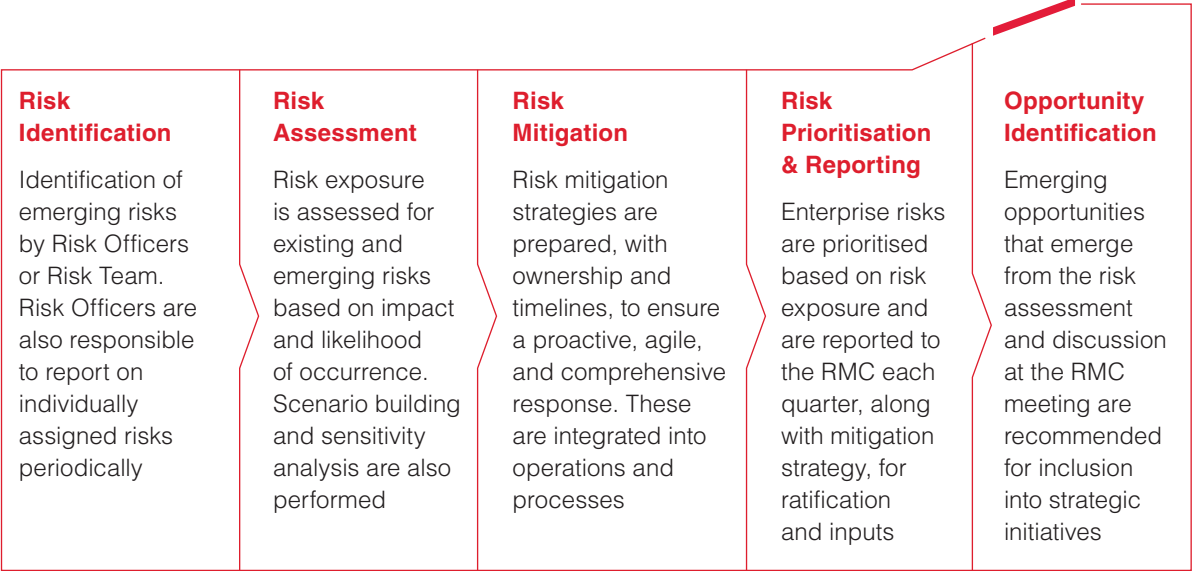 Risk
Identification
Identification of
emerging risks
by Risk Officers
or Risk Team.
Risk Officers are
also responsible
to report on
individually
assigned risks
periodically
Risk
Assessment
Risk exposure
is assessed for
existing and
emerging risks
based on impact
and likelihood
of occurrence.
Scenario building
and sensitivity
analysis are also
performed
Risk
Mitigation
Risk mitigation
strategies are
prepared, with
ownership and
timelines, to ensure
a proactive, agile,
and comprehensive
response. These
are integrated into
operations and
processes
Risk
Prioritisation
& Reporting
Enterprise risks
are prioritised
based on risk
exposure and
are reported to
the RMC each
quarter, along
with mitigation
strategy, for
ratification
and inputs
Opportunity
Identification
Emerging
opportunities
that emerge
from the risk
assessment
and discussion
at the RMC
meeting are
recommended
for inclusion
into strategic
initiatives